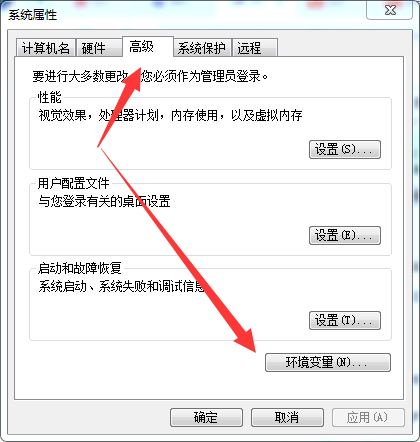 系统属性
计算机名 硬件 高级 系统保护 远程
要进行大多数更改，您必须作为管理员登录。
性能
视觉效果，处理器计划，内存使用，以及虚拟内存
设置(S)...
用户配置文件
与您登录有关的桌面设置
设置(E)...
启动和故障恢复
系统启动、系统失败和调试信息
设置(T)...
环境变量(N)...
确定 取消 应用(A)